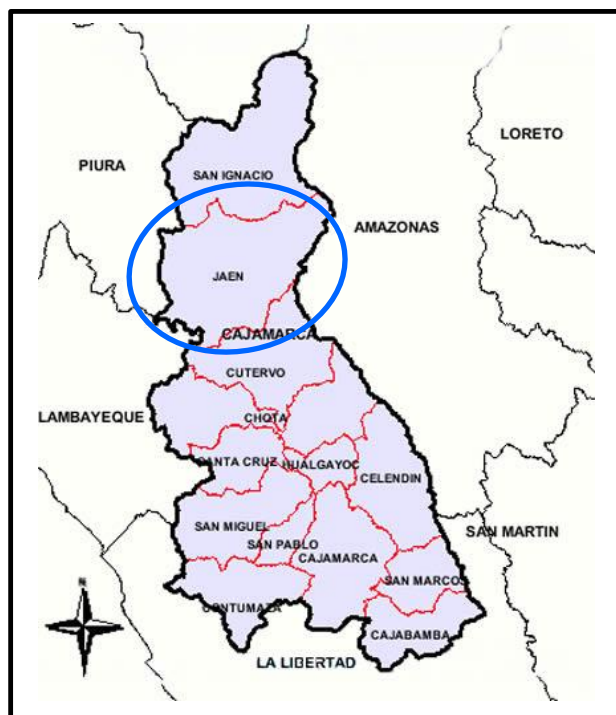 LORETO
PIURA
SAN IGNACIO
AMAZONAS
JAEN
CAJAMARCA
CUTERVO
LAMBAYEQUE
CHOTA
SANTA CRUZ
HUALGAYOC
CELENDIN
SAN MIGUEL
SAN MARTIN
SAN PABLO
CAJAMARCA
SAN MARCOS
CONTUMAZA
CAJABAMBA
LA LIBERTAD
N